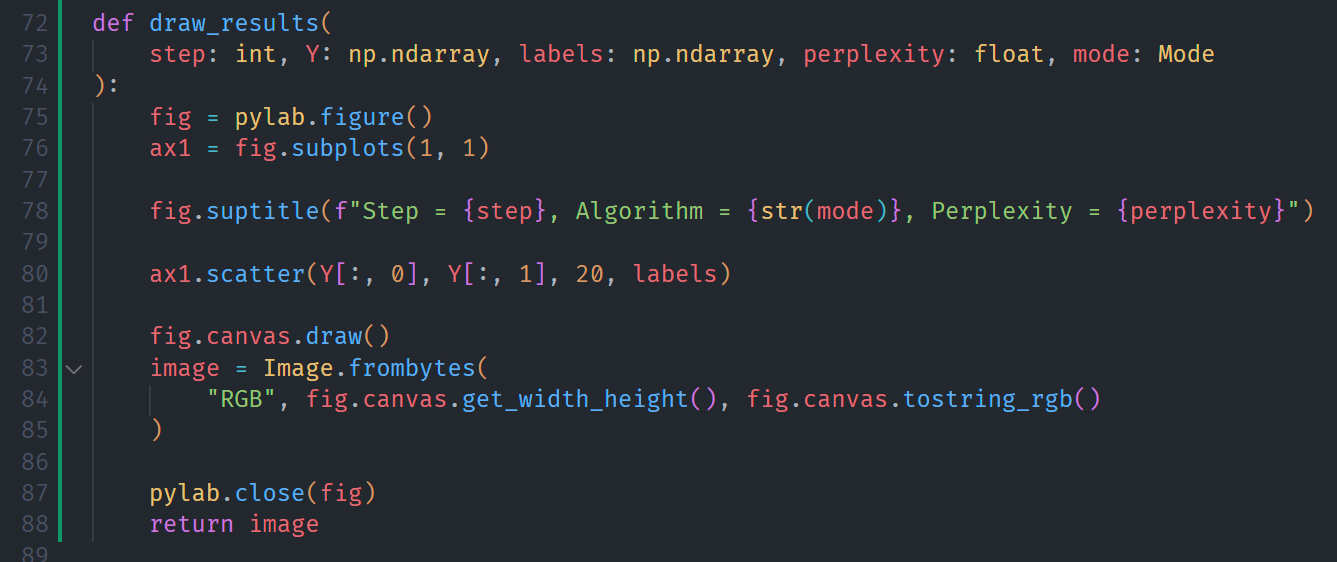 72 def draw_results(
73     step: int, Y: np.ndarray, labels: np.ndarray, perplexity: float, mode: Mode
74 ):
75     fig = pylab.figure()
76     ax1 = fig.subplots(1, 1)
77
78     fig.suptitle(f"Step = {step}, Algorithm = {str(mode)}, Perplexity = {perplexity}")
79
80     ax1.scatter(Y[:, 0], Y[:, 1], 20, labels)
81
82     fig.canvas.draw()
83     image = Image.frombytes(
84         "RGB", fig.canvas.get_width_height(), fig.canvas.tostring_rgb()
85     )
86
87     pylab.close(fig)
88     return image
89